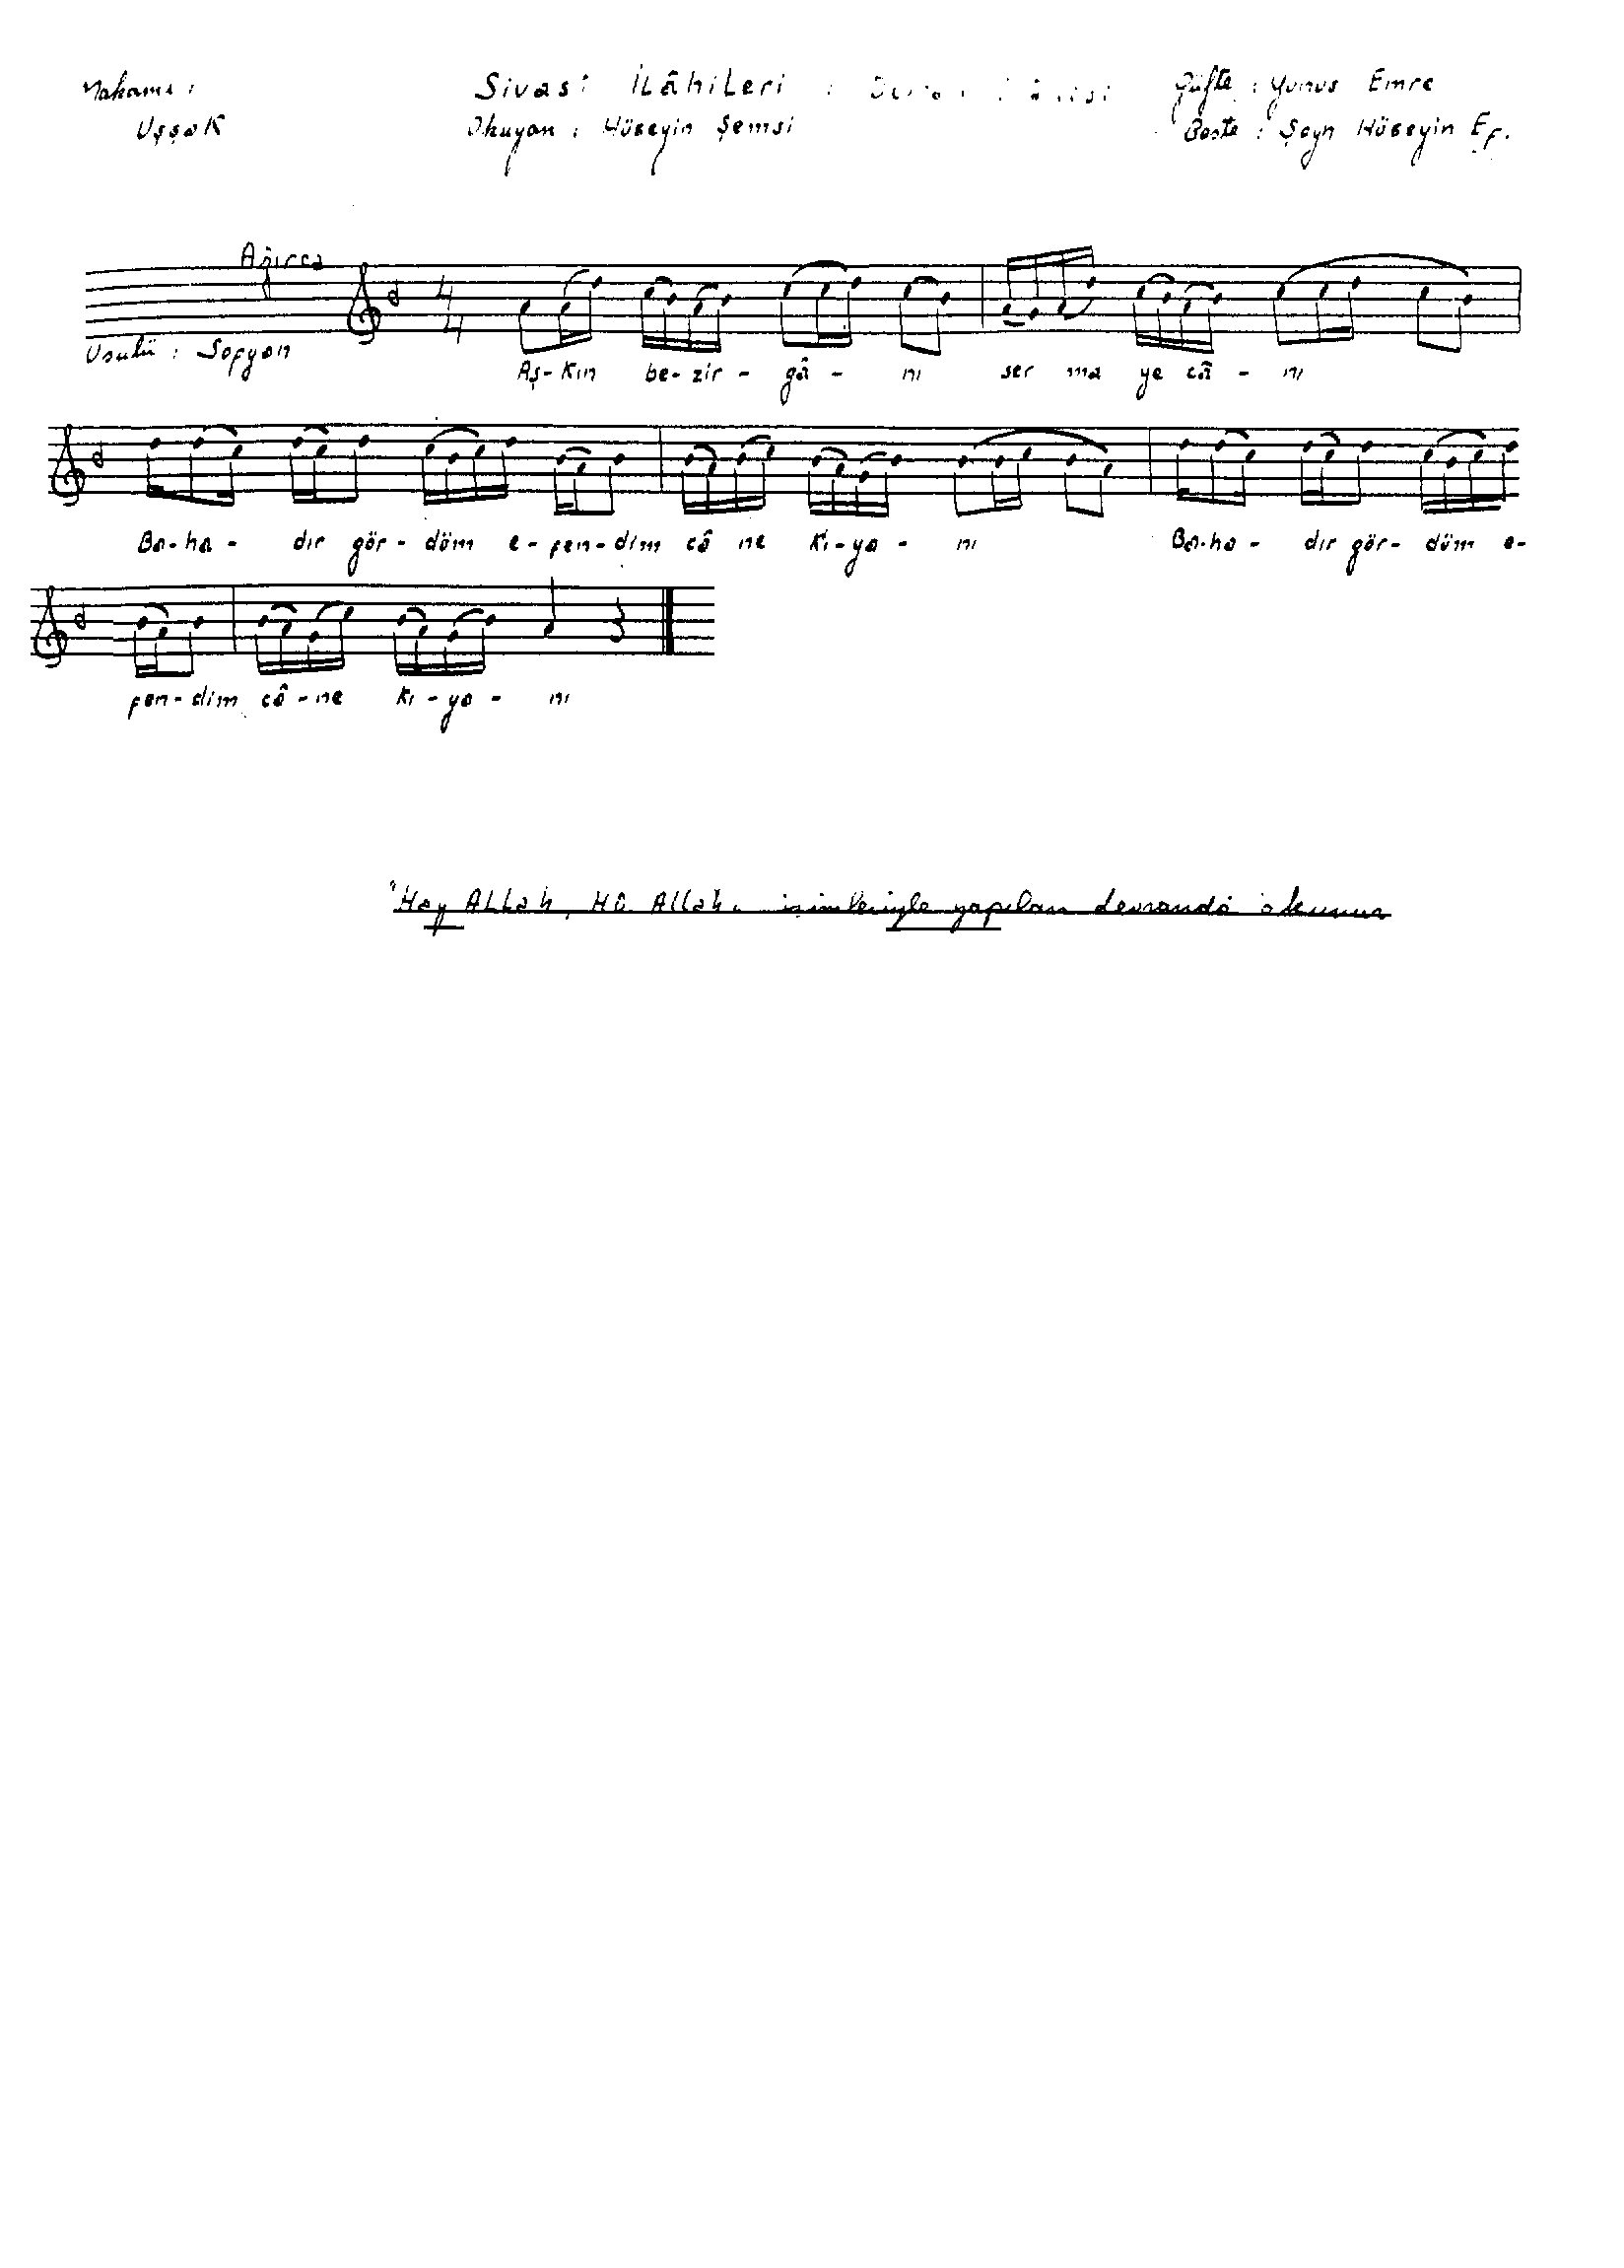 Makamı : Sivasî İLâhiLeri : Güfte : Yunus Emre
UşşaK Okuyan : Hüseyin Şemsi Beste : Şeyh Hüseyin Ef.
Ağırca
4/4
Usulü : Sofyan
Aş-Kın be-zir-gâ-nı ser ma ye câ-nı
Ba-ha-dır gör-düm e-fen-dim câ ne Kı-ya-nı Ba-ha-dır gör-düm e-
fen-dim câ-ne Kı-ya-nı
"Hay ALLah, Hû ALLah" isimleriyle yapılan devranda okunur